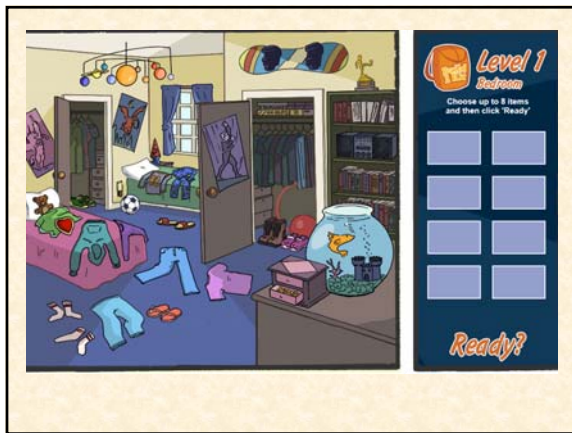 Level 1
Bedroom
Choose up to 8 items
and then click 'Ready'
Ready?